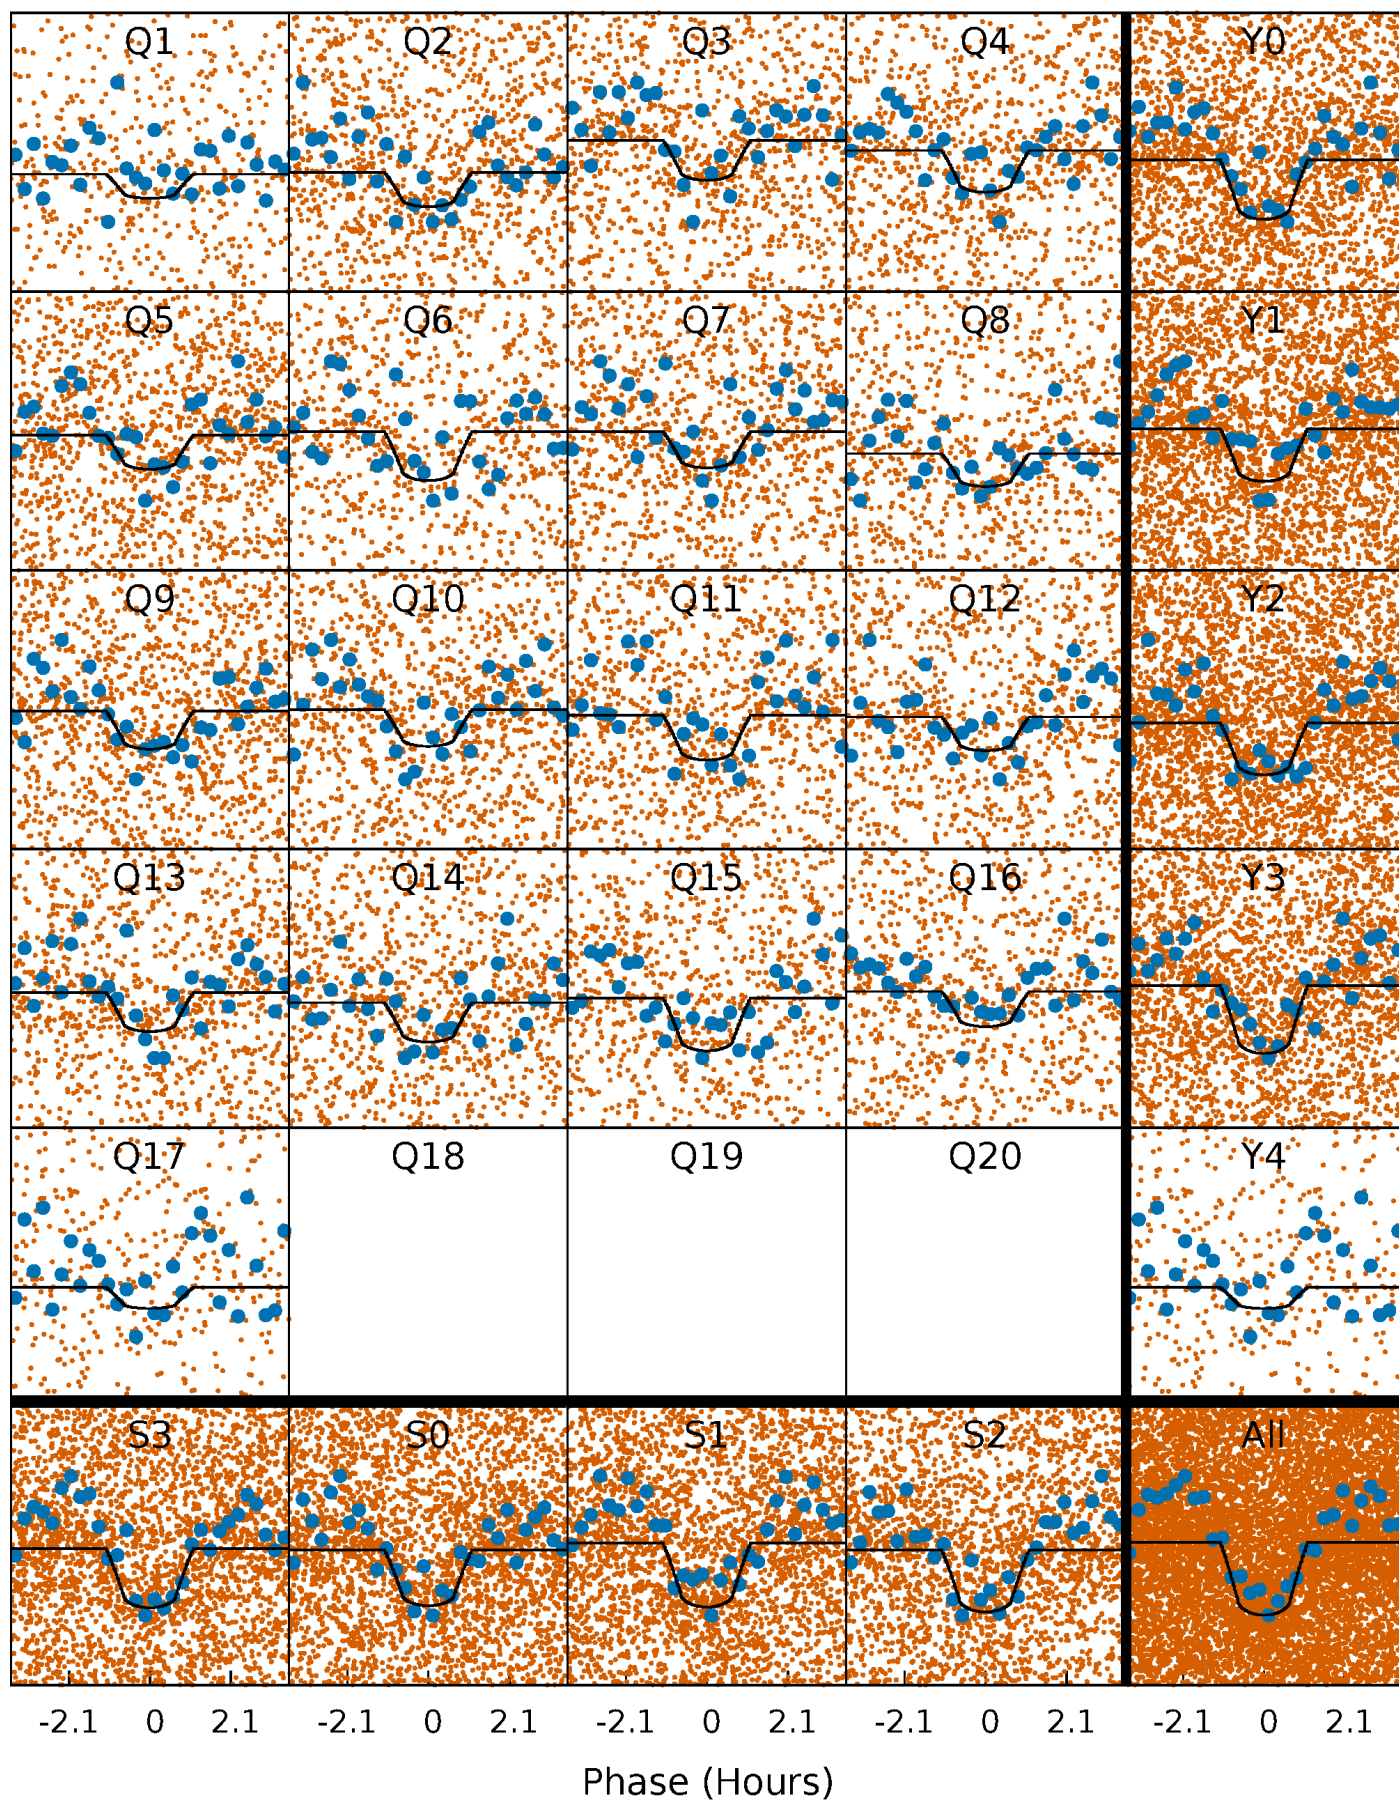 Q1 Q2 Q3 Q4 Y0
Q5 Q6 Q7 Q8 Y1
Q9 Q10 Q11 Q12 Y2
Q13 Q14 Q15 Q16 Y3
Q17 Q18 Q19 Q20 Y4
S3 S0 S1 S2 All
-2.1 0 2.1 -2.1 0 2.1 -2.1 0 2.1 -2.1 0 2.1 -2.1 0 2.1
Phase (Hours)